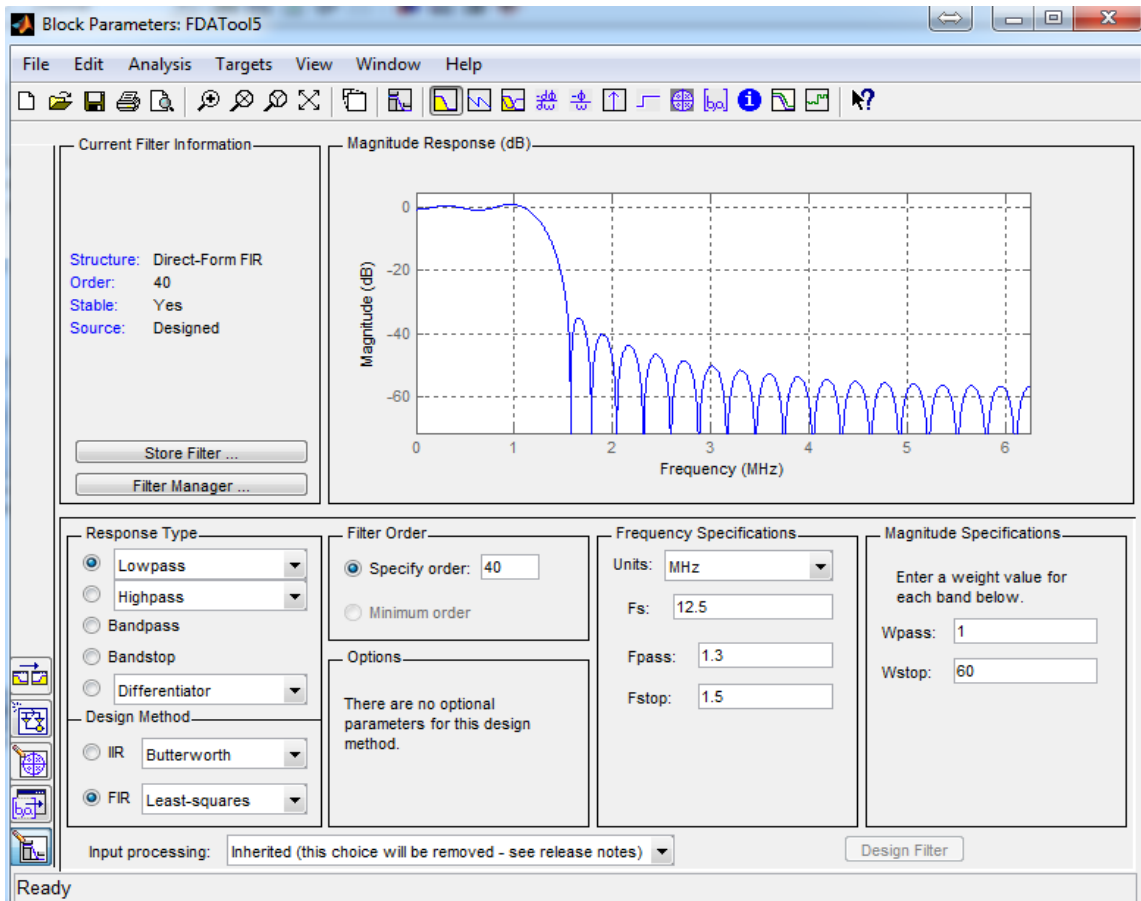 Block Parameters: FDATool5
File Edit Analysis Targets View Window Help
Current Filter Information
Structure: Direct-Form FIR
Order: 40
Stable: Yes
Source: Designed
Store Filter ...
Filter Manager ...
Magnitude Response (dB)
0
-20
-40
-60
Magnitude (dB)
0 1 2 3 4 5 6
Frequency (MHz)
Response Type
Lowpass
Highpass
Bandpass
Bandstop
Differentiator
Design Method
IIR Butterworth
FIR Least-squares
Filter Order
Specify order: 40
Minimum order
Options
There are no optional
parameters for this design
method.
Frequency Specifications
Units: MHz
Fs: 12.5
Fpass: 1.3
Fstop: 1.5
Magnitude Specifications
Enter a weight value for
each band below.
Wpass: 1
Wstop: 60
Input processing: Inherited (this choice will be removed - see release notes)
Design Filter
Ready